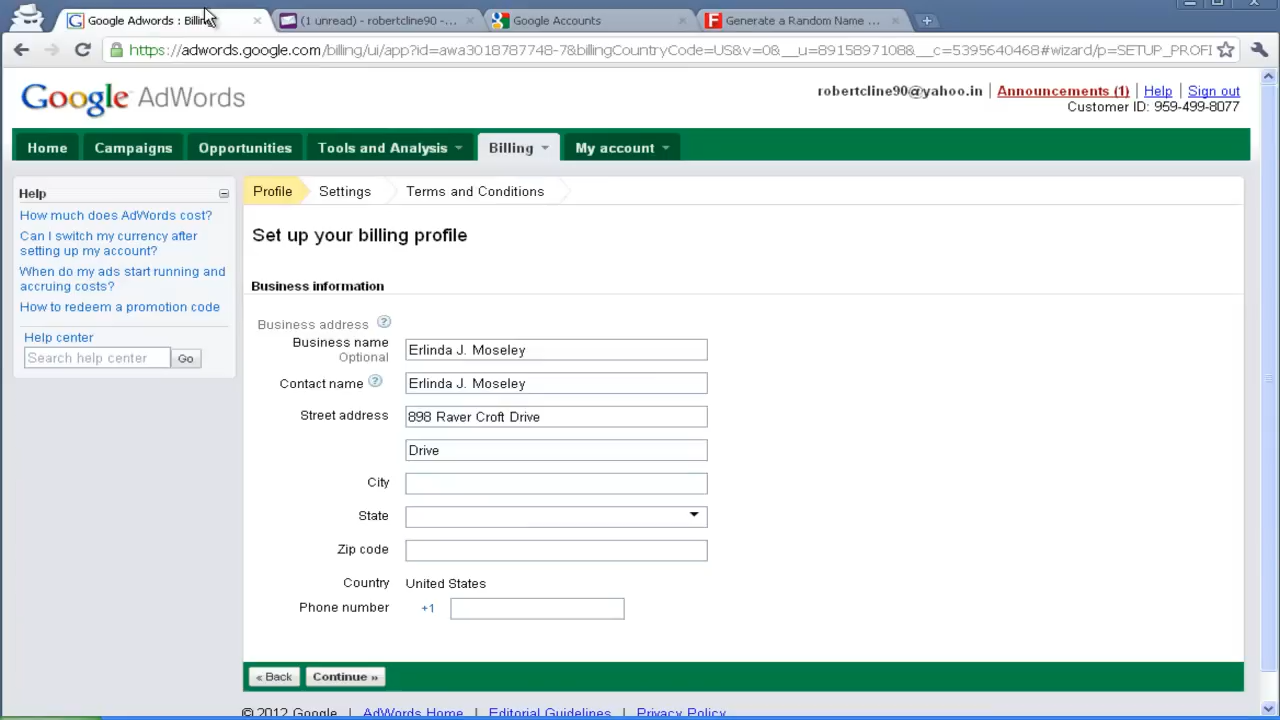 Google Adwords : Billing
(1 unread) - robertcline90 -...
Google Accounts
Generate a Random Name ...
https://adwords.google.com/billing/ui/app?id=awa3018787748*7&billingCountryCode=US&v=0&__u=8915897108&__c=5395640468#wizard/p=SETUP_PROFI
Google AdWords
robertcline90@yahoo.in | Announcements (1) | Help | Sign out
Customer ID: 959-499-8077
Home Campaigns Opportunities Tools and Analysis Billing My account
Help
How much does AdWords cost?
Can I switch my currency after
setting up my account?
When do my ads start running and
accruing costs?
How to redeem a promotion code
Help center
Search help center Go
Profile Settings Terms and Conditions
Set up your billing profile
Business information
Business address ?
Business name Erlinda J. Moseley
Optional
Contact name ? Erlinda J. Moseley
Street address 898 Raver Croft Drive
Drive
City
State
Zip code
Country United States
Phone number +1
« Back Continue »
© 2012 Google | AdWords Home | Editorial Guidelines | Privacy Policy